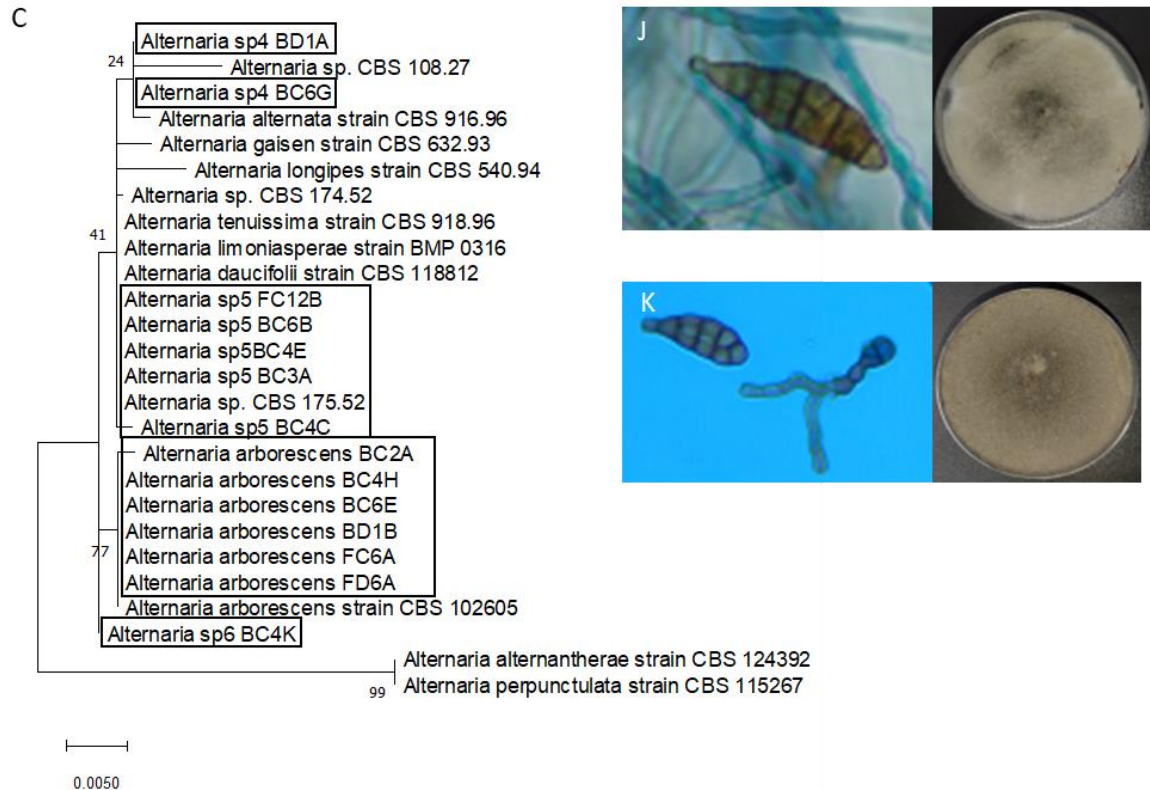 C
Alternaria sp4 BD1A
24
Alternaria sp. CBS 108.27
Alternaria sp4 BC6G
Alternaria alternata strain CBS 916.96
Alternaria gaisen strain CBS 632.93
Alternaria longipes strain CBS 540.94
Alternaria sp. CBS 174.52
Alternaria tenuissima strain CBS 918.96
41
Alternaria limoniasperae strain BMP 0316
Alternaria daucifolii strain CBS 118812
Alternaria sp5 FC12B
Alternaria sp5 BC6B
Alternaria sp5BC4E
Alternaria sp5 BC3A
Alternaria sp. CBS 175.52
Alternaria sp5 BC4C
Alternaria arborescens BC2A
Alternaria arborescens BC4H
Alternaria arborescens BC6E
Alternaria arborescens BD1B
77
Alternaria arborescens FC6A
Alternaria arborescens FD6A
Alternaria arborescens strain CBS 102605
Alternaria sp6 BC4K
Alternaria alternantherae strain CBS 124392
Alternaria perpunctulata strain CBS 115267
99
0.0050
J
K